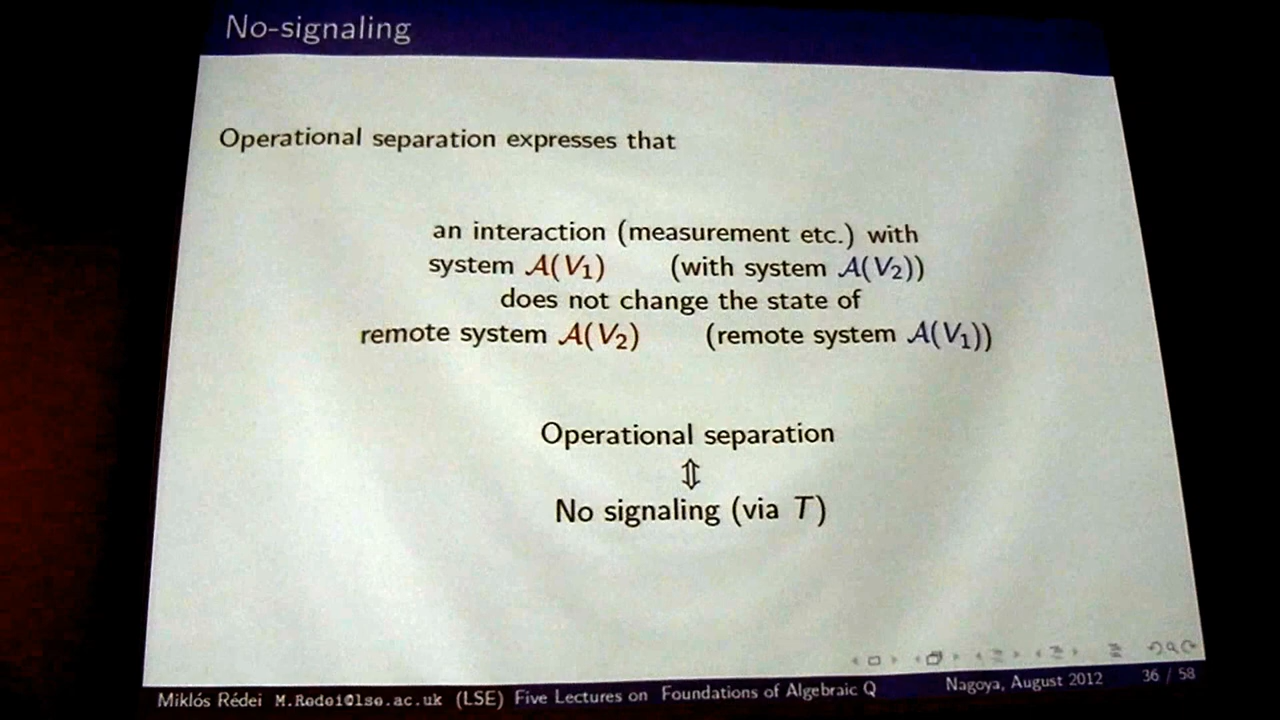 No-signaling
Operational separation expresses that
an interaction (measurement etc.) with
system A(V₁) (with system A(V₂))
does not change the state of
remote system A(V₂) (remote system A(V₁))
Operational separation
⇕
No signaling (via T)
Miklós Rédei M.Redei@lse.ac.uk (LSE) Five Lectures on Foundations of Algebraic Q Nagoya, August 2012 36 / 58